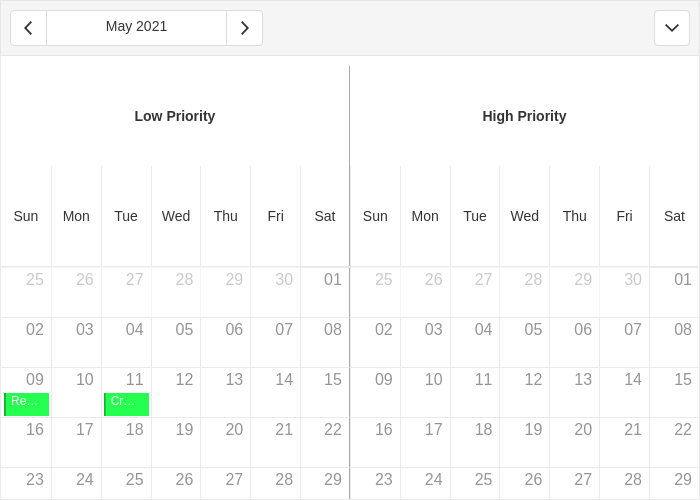 May 2021
Low Priority High Priority
Sun Mon Tue Wed Thu Fri Sat Sun Mon Tue Wed Thu Fri Sat
25 26 27 28 29 30 01 25 26 27 28 29 30 01
02 03 04 05 06 07 08 02 03 04 05 06 07 08
09 10 11 12 13 14 15 09 10 11 12 13 14 15
Re... Cr...
16 17 18 19 20 21 22 16 17 18 19 20 21 22
23 24 25 26 27 28 29 23 24 25 26 27 28 29